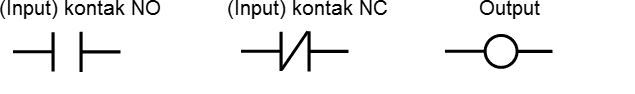 (Input) kontak NO
(Input) kontak NC
Output